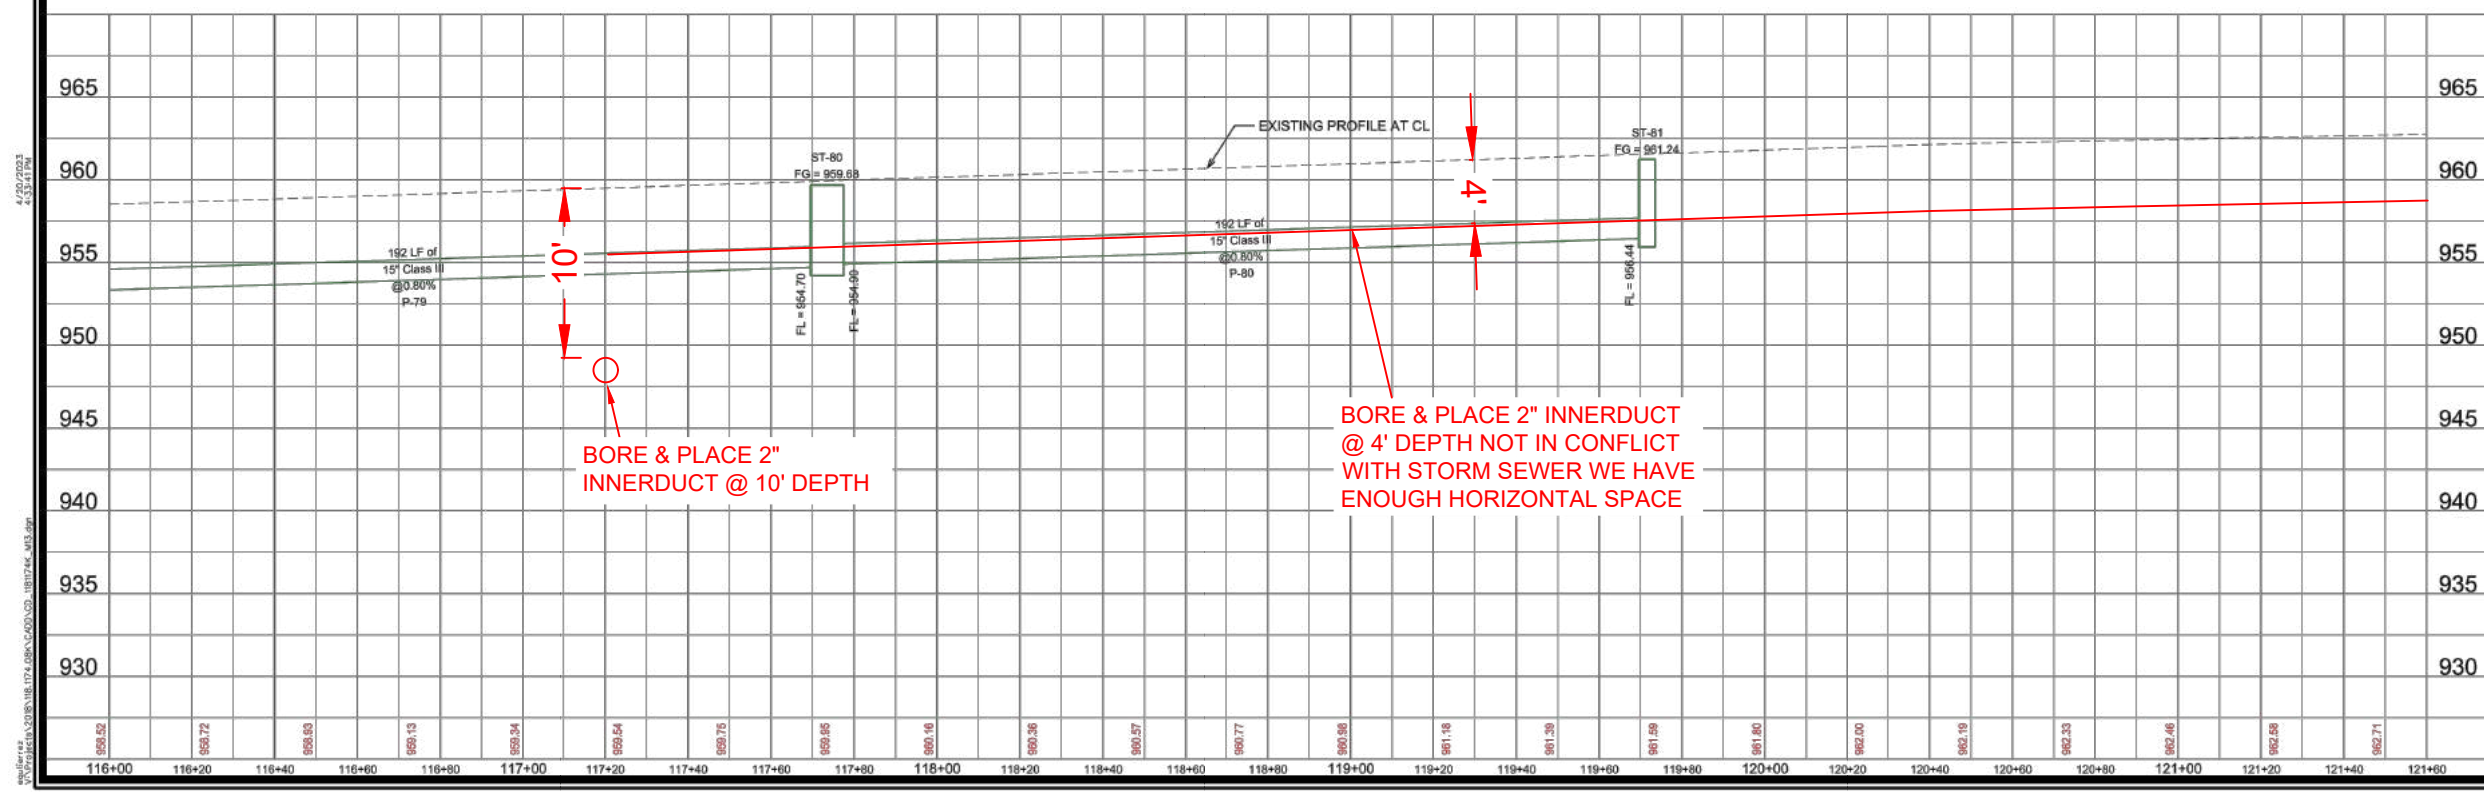 965
960
955
950
945
940
935
930
965
960
955
950
945
940
935
930
4/20/2023
4:33:41 PM
EXISTING PROFILE AT CL
ST-80
FG = 959.68
ST-81
FG = 961.24
192 LF of
15" Class III
@0.80%
P-79
192 LF of
15" Class III
@0.80%
P-80
FL = 954.70
FL = 954.90
FL = 956.44
10'
4'
BORE & PLACE 2"
INNERDUCT @ 10' DEPTH
BORE & PLACE 2" INNERDUCT
@ 4' DEPTH NOT IN CONFLICT
WITH STORM SEWER WE HAVE
ENOUGH HORIZONTAL SPACE
958.52 958.72 958.93 959.13 959.34 959.54 959.75 959.95 960.16 960.36 960.57 960.77 960.98 961.18 961.39 961.59 961.80 962.00 962.19 962.33 962.46 962.58 962.71
116+00 116+20 116+40 116+60 116+80 117+00 117+20 117+40 117+60 117+80 118+00 118+20 118+40 118+60 118+80 119+00 119+20 119+40 119+60 119+80 120+00 120+20 120+40 120+60 120+80 121+00 121+20 121+40 121+60